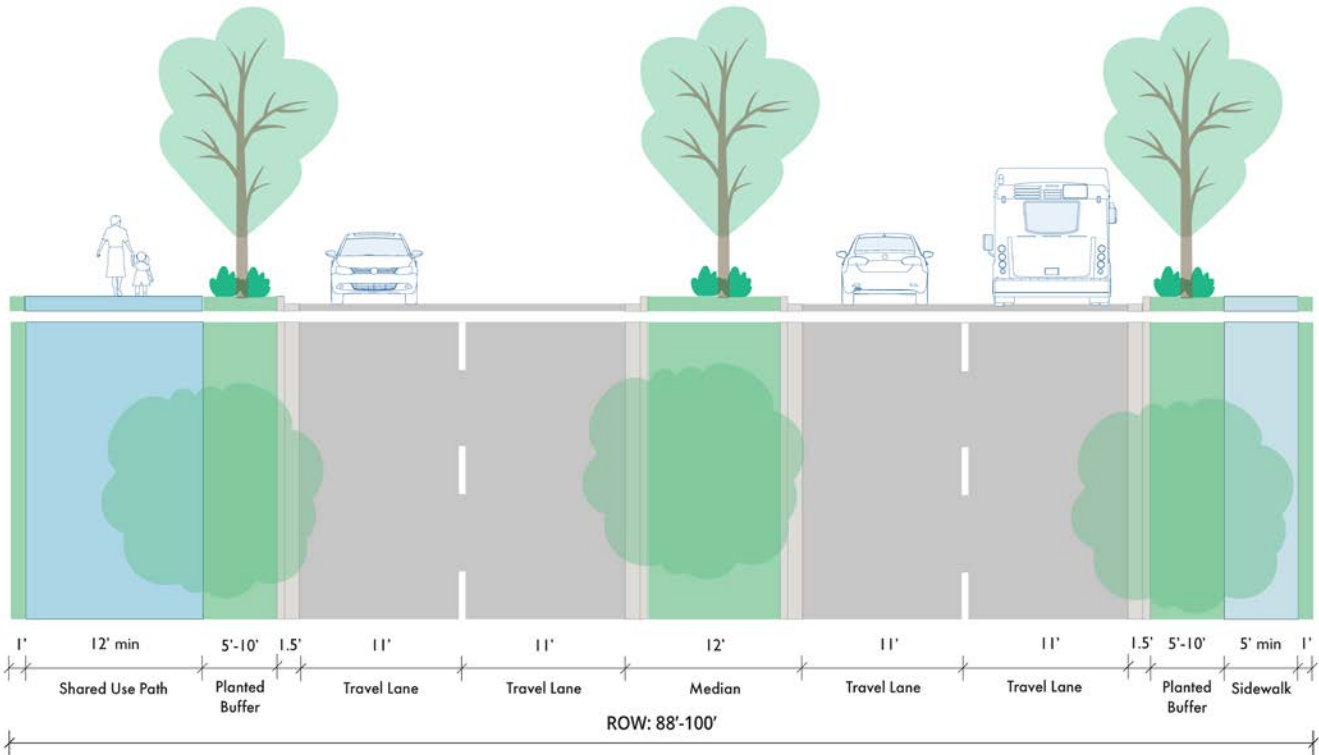 1' 12' min 5'-10' 1.5' 11' 11' 12' 11' 11' 1.5' 5'-10' 5' min 1'
Shared Use Path Planted Travel Lane Travel Lane Median Travel Lane Travel Lane Planted Sidewalk
Buffer Buffer
ROW: 88'-100'